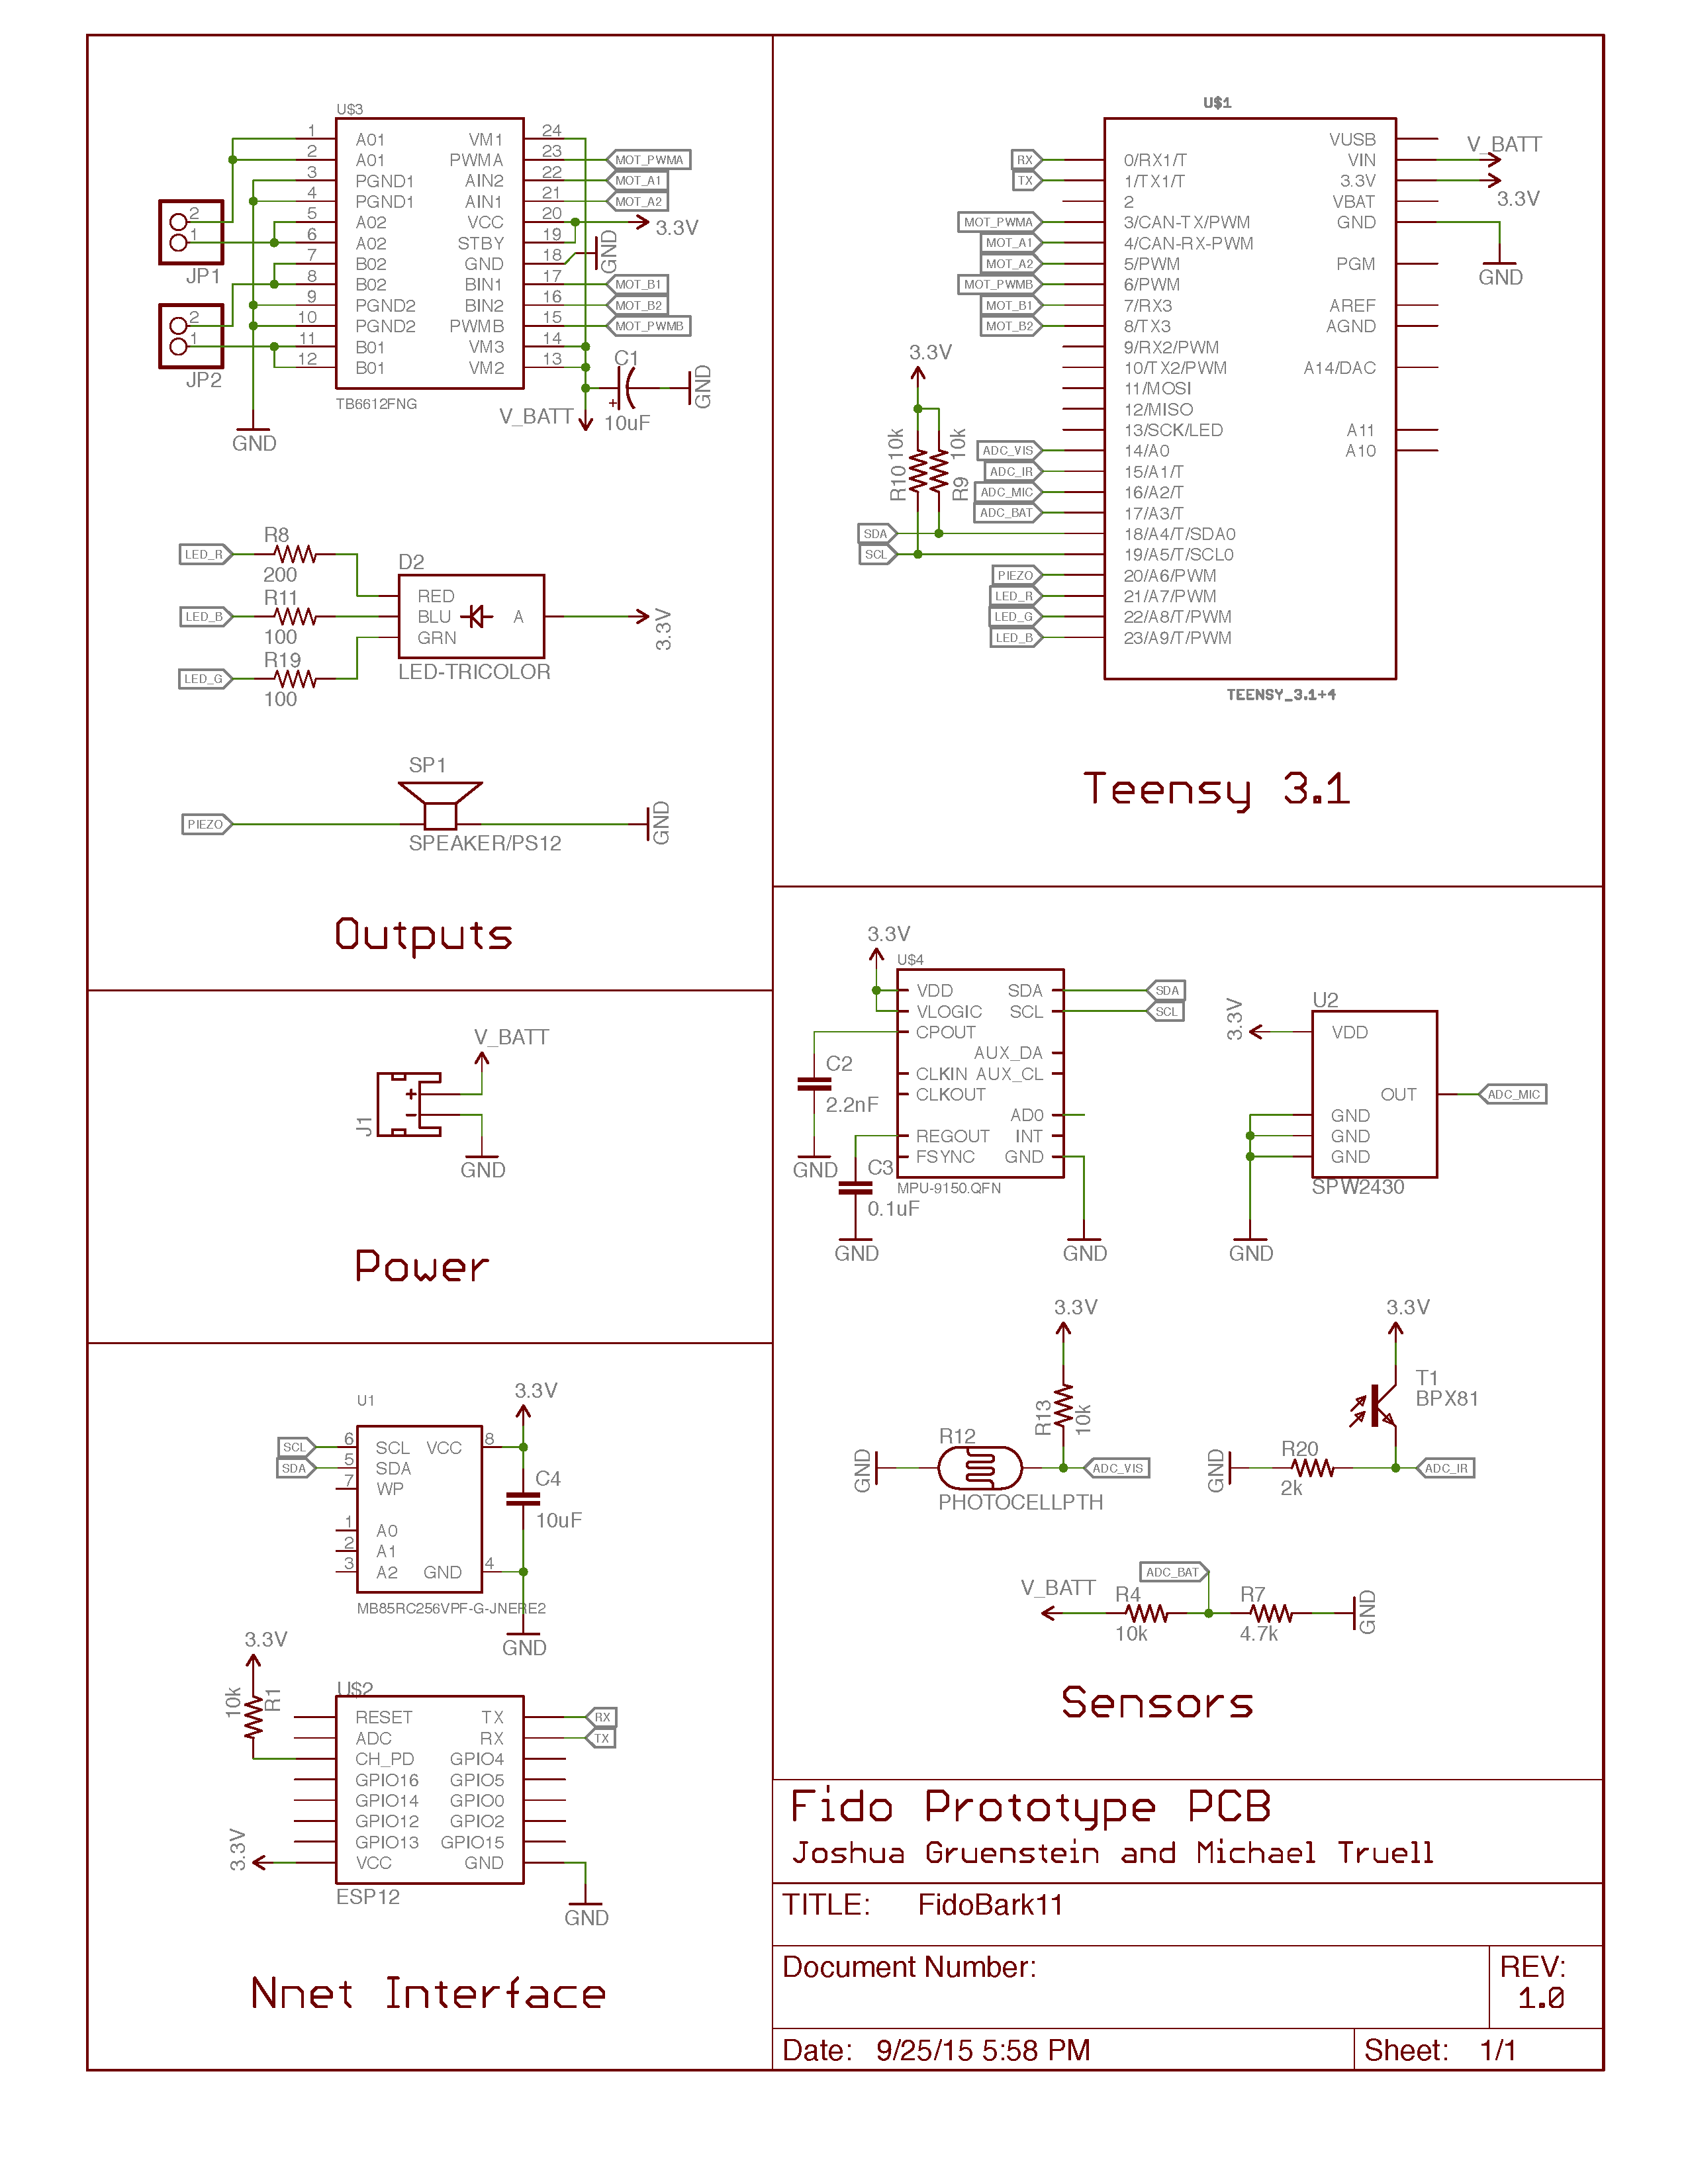 U$3
1 A01 VM1 24
2 A01 PWMA 23 MOT_PWMA
3 PGND1 AIN2 22 MOT_A1
4 PGND1 AIN1 21 MOT_A2
2 5 A02 VCC 20 3.3V
1 6 A02 STBY 19
JP1 7 B02 GND 18 GND
8 B02 BIN1 17 MOT_B1
9 PGND2 BIN2 16 MOT_B2
2 10 PGND2 PWMB 15 MOT_PWMB
1 11 B01 VM3 14
JP2 12 B01 VM2 13
TB6612FNG
GND
V_BATT
C1
10uF
GND
LED_R R8
200
LED_B R11
100
LED_G R19
100
D2
RED
BLU A
GRN
LED-TRICOLOR
3.3V
SP1
PIEZO
SPEAKER/PS12
GND
Outputs
V_BATT
J1
+
-
GND
Power
U1
3.3V
SCL 6 SCL VCC 8
SDA 5 SDA
7 WP
1 A0
2 A1
3 A2 GND 4
MB85RC256VPF-G-JNERE2
C4
10uF
GND
3.3V
10k
R1
U$2
RESET TX RX
ADC RX TX
CH_PD GPIO4
GPIO16 GPIO5
GPIO14 GPIO0
GPIO12 GPIO2
GPIO13 GPIO15
3.3V VCC GND
ESP12
GND
Nnet Interface
U$1
VUSB
RX 0/RX1/T VIN V_BATT
TX 1/TX1/T 3.3V 3.3V
2 VBAT
MOT_PWMA 3/CAN-TX/PWM GND
MOT_A1 4/CAN-RX-PWM
MOT_A2 5/PWM PGM GND
MOT_PWMB 6/PWM
MOT_B1 7/RX3 AREF
MOT_B2 8/TX3 AGND
9/RX2/PWM
10/TX2/PWM A14/DAC
11/MOSI
12/MISO
13/SCK/LED A11
ADC_VIS 14/A0 A10
ADC_IR 15/A1/T
ADC_MIC 16/A2/T
ADC_BAT 17/A3/T
SDA 18/A4/T/SDA0
SCL 19/A5/T/SCL0
PIEZO 20/A6/PWM
LED_R 21/A7/PWM
LED_G 22/A8/T/PWM
LED_B 23/A9/T/PWM
3.3V
R10 10k
R9 10k
TEENSY_3.1+4
Teensy 3.1
3.3V
U$4
VDD SDA SDA
VLOGIC SCL SCL
CPOUT
AUX_DA
CLKIN AUX_CL
CLKOUT
AD0
REGOUT INT
FSYNC GND
MPU-9150.QFN
C2
2.2nF
GND
C3
0.1uF
GND
GND
U2
3.3V VDD
OUT ADC_MIC
GND
GND
GND
SPW2430
GND
3.3V
R13
10k
GND R12 ADC_VIS
PHOTOCELLPTH
3.3V
T1
BPX81
GND R20 ADC_IR
2k
ADC_BAT
V_BATT R4 R7 GND
10k 4.7k
Sensors
Fido Prototype PCB
Joshua Gruenstein and Michael Truell
TITLE: FidoBark11
Document Number:
REV:
1.0
Date: 9/25/15 5:58 PM
Sheet: 1/1